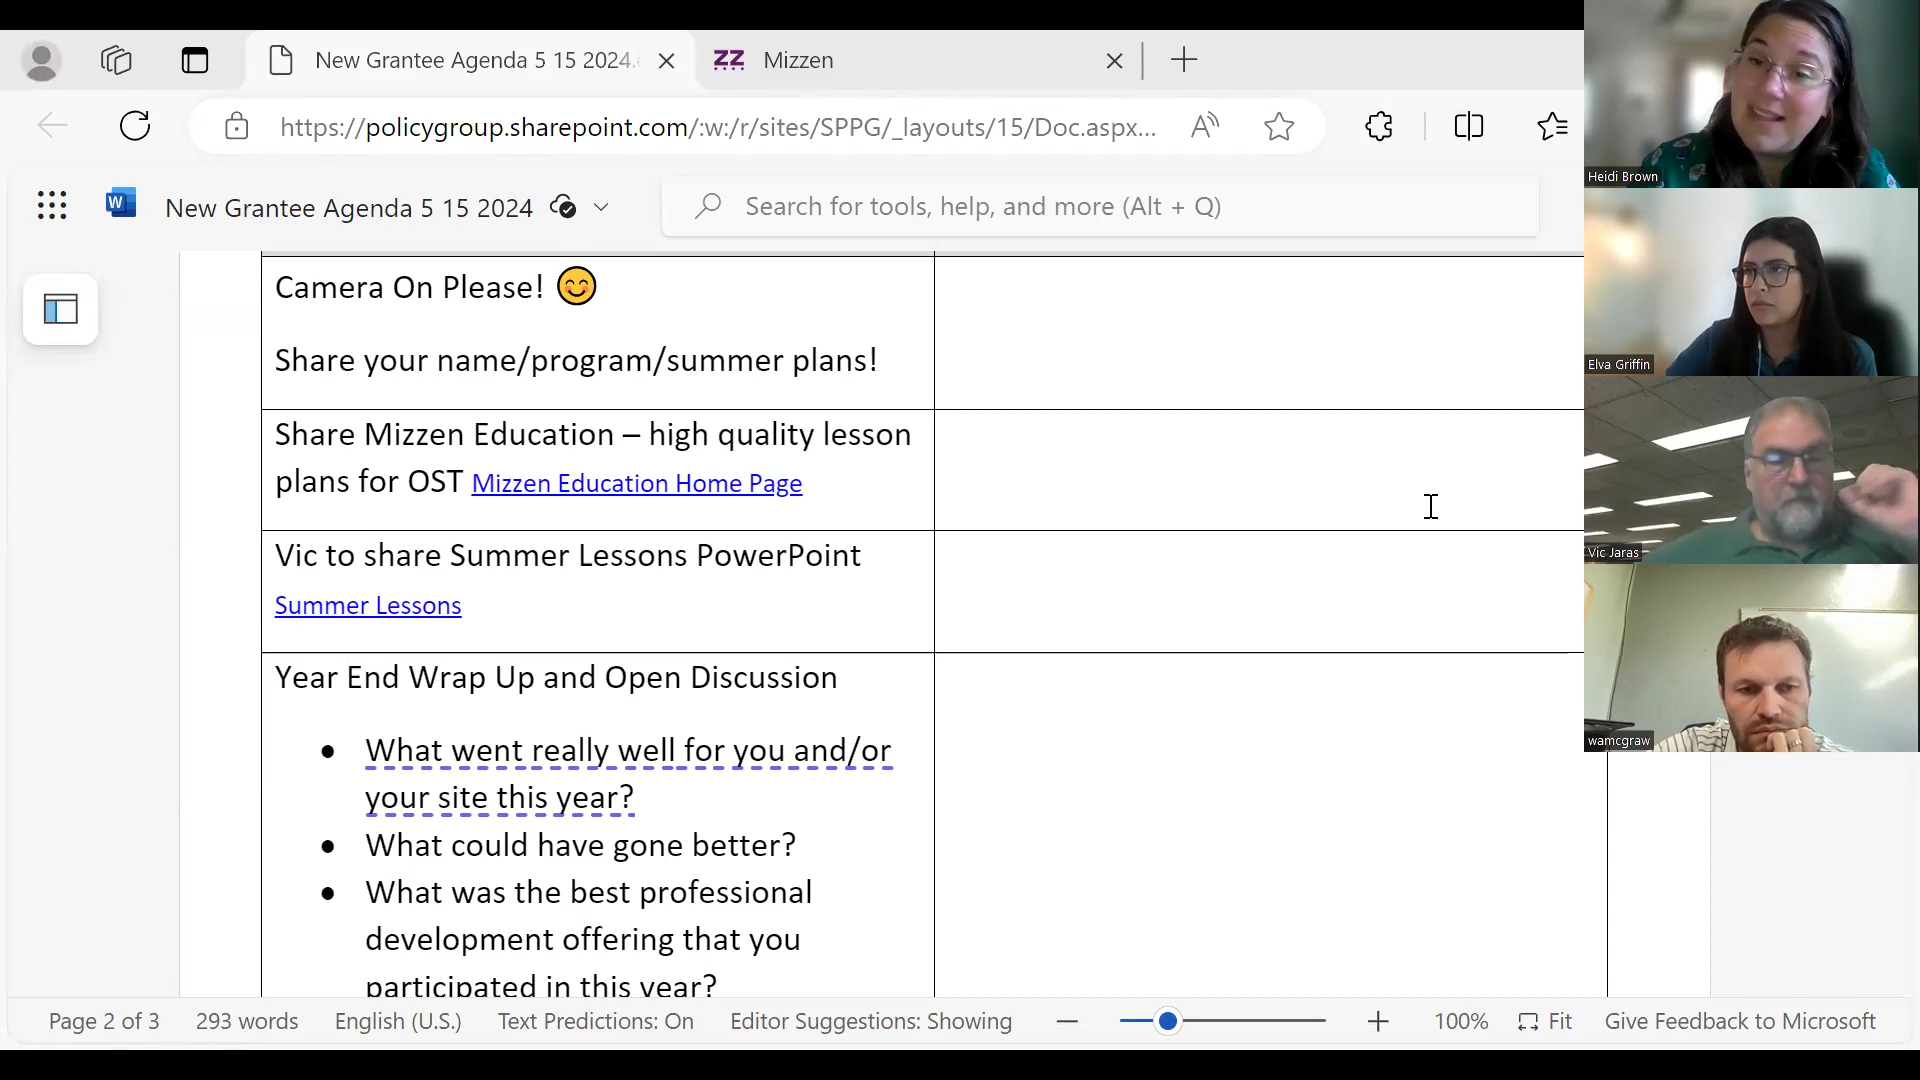 New Grantee Agenda 5 15 2024.
Mizzen
https://policygroup.sharepoint.com/:w:/r/sites/SPPG/_layouts/15/Doc.aspx...
New Grantee Agenda 5 15 2024
Search for tools, help, and more (Alt + Q)
Camera On Please! 😊
Share your name/program/summer plans!
Share Mizzen Education – high quality lesson
plans for OST Mizzen Education Home Page
Vic to share Summer Lessons PowerPoint
Summer Lessons
Year End Wrap Up and Open Discussion
• What went really well for you and/or
your site this year?
• What could have gone better?
• What was the best professional
development offering that you
participated in this year?
Page 2 of 3
293 words
English (U.S.)
Text Predictions: On
Editor Suggestions: Showing
100%
Fit
Give Feedback to Microsoft
Heidi Brown
Elva Griffin
Vic Jaras
wamcgraw